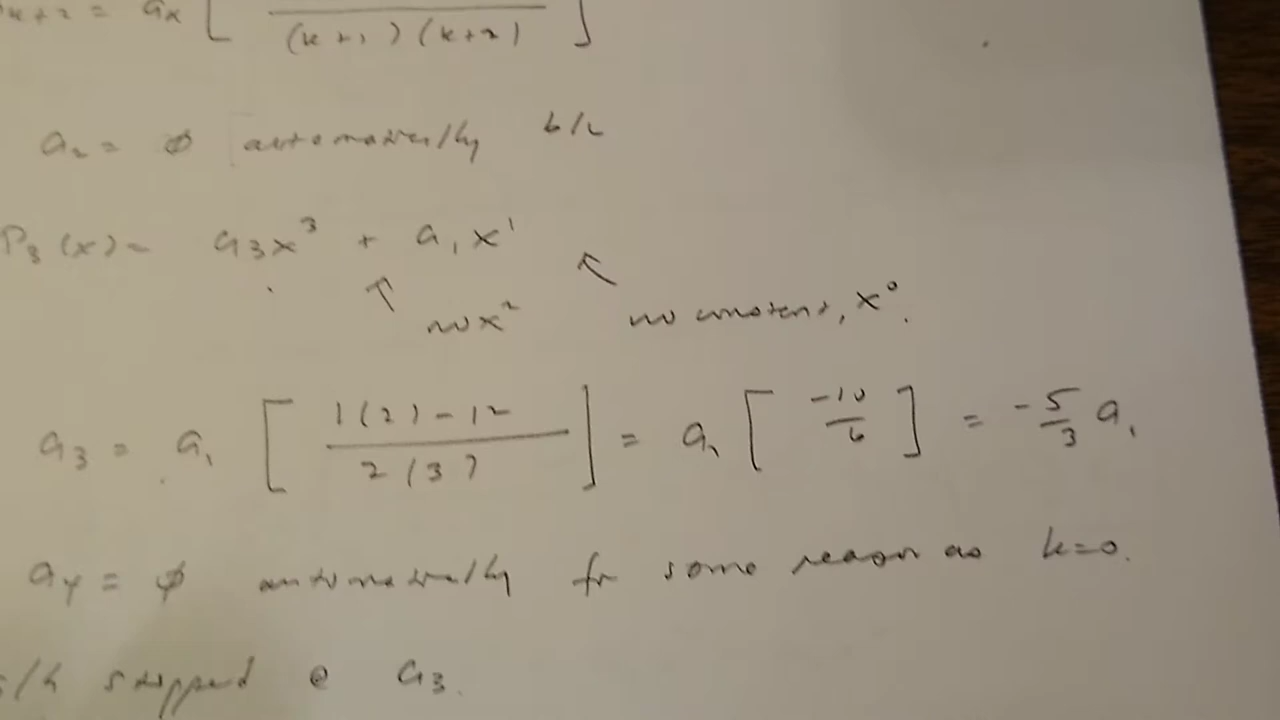 aₖ₊₂ = aₖ [ ――― / (k+1)(k+2) ]
a₂ = ϕ automatically b/c
P₃(x) = a₃x³ + a₁x¹
↑ no x² ↖ no constant, x⁰.
a₃ = a₁ [ 1(2)-12 / 2(3) ] = a₁ [ -10/6 ] = -5/3 a₁
a₄ = ϕ automatically for same reason as k=0.
stopped @ a₃.